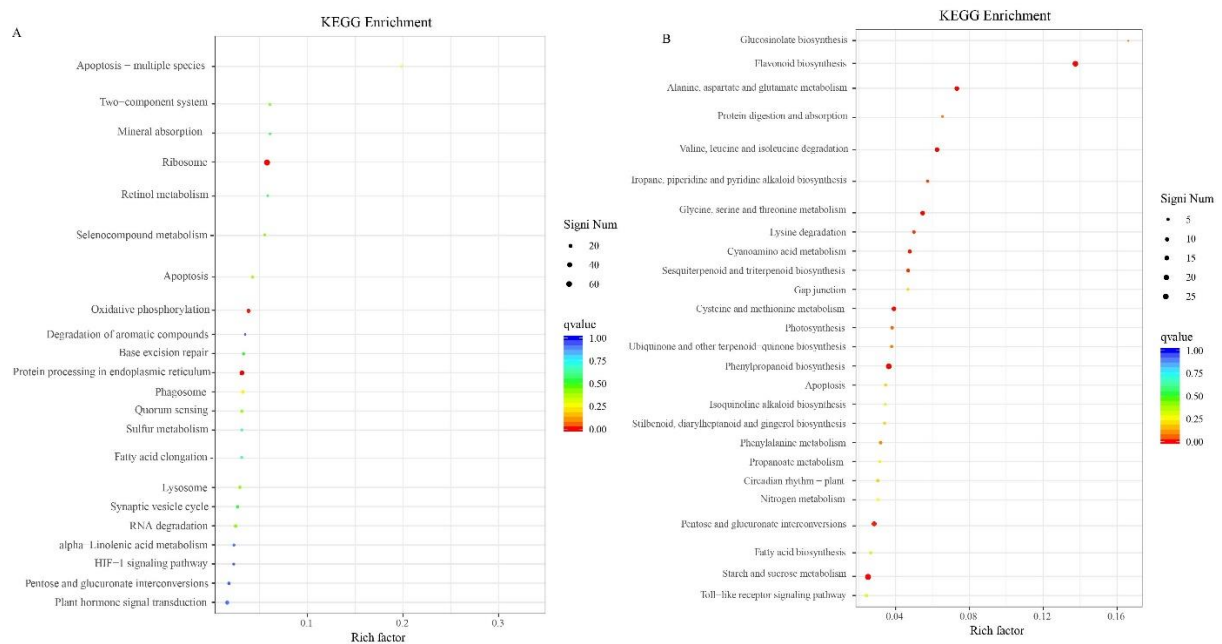 A
KEGG Enrichment
Apoptosis − multiple species
Two−component system
Mineral absorption
Ribosome
Retinol metabolism
Selenocompound metabolism
Apoptosis
Oxidative phosphorylation
Degradation of aromatic compounds
Base excision repair
Protein processing in endoplasmic reticulum
Phagosome
Quorum sensing
Sulfur metabolism
Fatty acid elongation
Lysosome
Synaptic vesicle cycle
RNA degradation
alpha−Linolenic acid metabolism
HIF−1 signaling pathway
Pentose and glucuronate interconversions
Plant hormone signal transduction
0.1 0.2 0.3
Rich factor
Signi Num
20
40
60
qvalue
1.00
0.75
0.50
0.25
0.00
B
KEGG Enrichment
Glucosinolate biosynthesis
Flavonoid biosynthesis
Alanine, aspartate and glutamate metabolism
Protein digestion and absorption
Valine, leucine and isoleucine degradation
Tropane, piperidine and pyridine alkaloid biosynthesis
Glycine, serine and threonine metabolism
Lysine degradation
Cyanoamino acid metabolism
Sesquiterpenoid and triterpenoid biosynthesis
Gap junction
Cysteine and methionine metabolism
Photosynthesis
Ubiquinone and other terpenoid−quinone biosynthesis
Phenylpropanoid biosynthesis
Apoptosis
Isoquinoline alkaloid biosynthesis
Stilbenoid, diarylheptanoid and gingerol biosynthesis
Phenylalanine metabolism
Propanoate metabolism
Circadian rhythm − plant
Nitrogen metabolism
Pentose and glucuronate interconversions
Fatty acid biosynthesis
Starch and sucrose metabolism
Toll−like receptor signaling pathway
0.04 0.08 0.12 0.16
Rich factor
Signi Num
5
10
15
20
25
qvalue
1.00
0.75
0.50
0.25
0.00